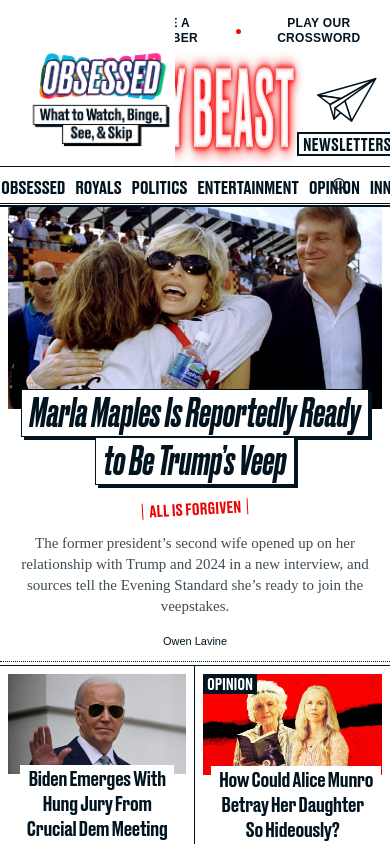 E A
BER
PLAY OUR
CROSSWORD
OBSESSED
What to Watch, Binge,
See, & Skip
Y BEAST
NEWSLETTERS
OBSESSED ROYALS POLITICS ENTERTAINMENT OPINION INN
Marla Maples Is Reportedly Ready
to Be Trump’s Veep
ALL IS FORGIVEN
The former president’s second wife opened up on her
relationship with Trump and 2024 in a new interview, and
sources tell the Evening Standard she’s ready to join the
veepstakes.
Owen Lavine
Biden Emerges With
Hung Jury From
Crucial Dem Meeting
OPINION
How Could Alice Munro
Betray Her Daughter
So Hideously?